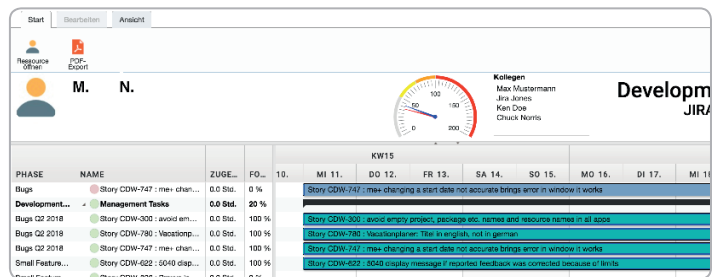 Start Bearbeiten Ansicht
Ressource öffnen
PDF-Export
M. N.
50 100 150
0 200
Kollegen
Max Mustermann
Jira Jones
Ken Doe
Chuck Norris
Developm
JIRA
KW15
PHASE NAME ZUGE... FO... 10. MI 11. DO 12. FR 13. SA 14. SO 15. MO 16. DI 17. MI 18
Bugs Story CDW-747 : me+ chan... 0.0 Std. 0 % Story CDW-747 : me+ changing a start date not accurate brings error in window it works
Development... Management Tasks 0.0 Std. 20 %
Bugs Q2 2018 Story CDW-300 : avoid em... 0.0 Std. 100 % Story CDW-300 : avoid empty project, package etc. names and resource names in all apps
Bugs Q2 2018 Story CDW-780 : Vacationp... 0.0 Std. 100 % Story CDW-780 : Vacationplaner: Titel in english, not in german
Bugs Q2 2018 Story CDW-747 : me+ chan... 0.0 Std. 100 % Story CDW-747 : me+ changing a start date not accurate brings error in window it works
Small Feature... Story CDW-622 : 5040 disp... 0.0 Std. 100 % Story CDW-622 : 5040 display message if reported feedback was corrected because of limits